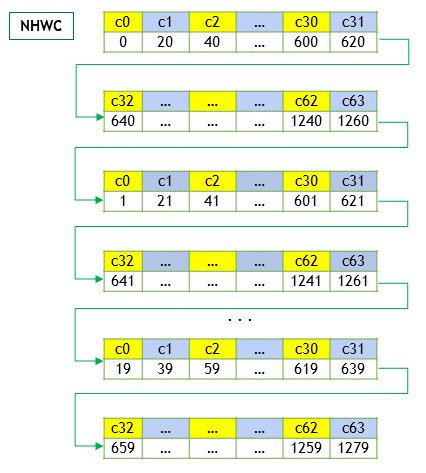 NHWC
c0 c1 c2 ... c30 c31
0 20 40 ... 600 620
c32 ... ... ... c62 c63
640 ... ... ... 1240 1260
c0 c1 c2 ... c30 c31
1 21 41 ... 601 621
c32 ... ... ... c62 c63
641 ... ... ... 1241 1261
...
c0 c1 c2 ... c30 c31
19 39 59 ... 619 639
c32 ... ... ... c62 c63
659 ... ... ... 1259 1279